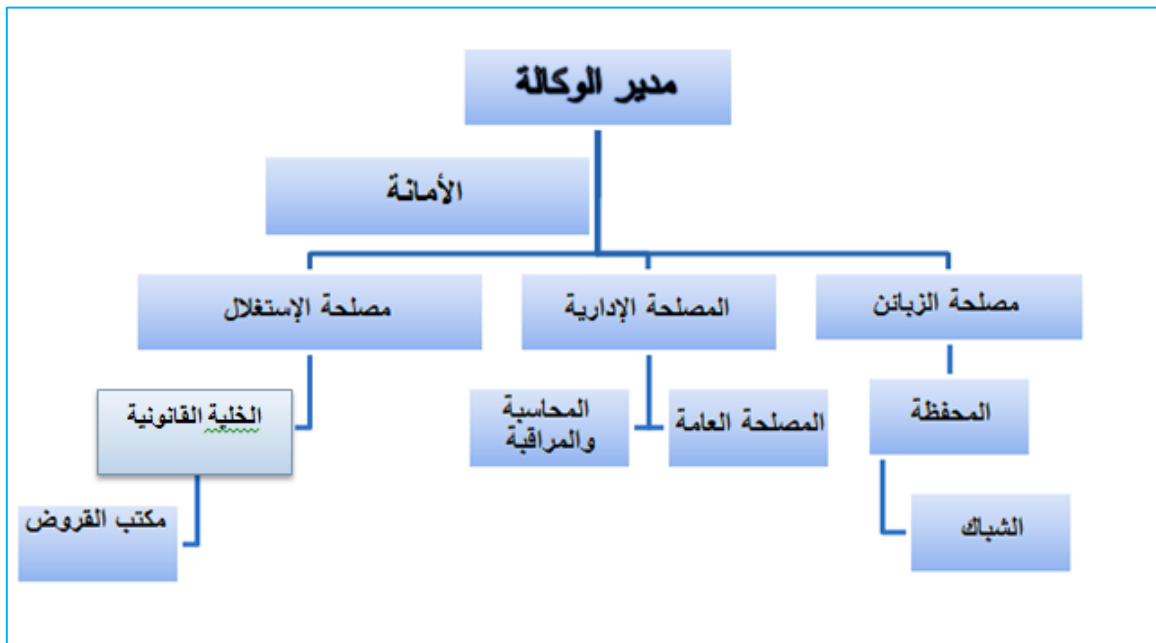 مدير الوكالة
الأمانة
مصلحة الزبائن
المصلحة الإدارية
مصلحة الإستغلال
المحفظة
المصلحة العامة
المحاسبة
والمراقبة
الخلية القانونية
الشباك
مكتب القروض